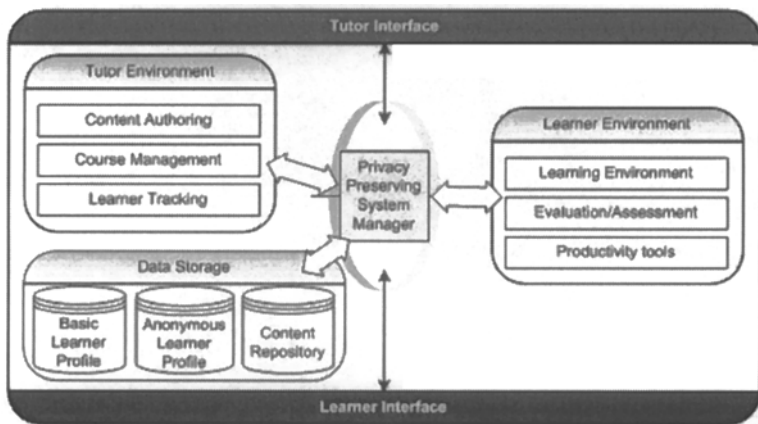 Tutor Interface
Tutor Environment
Content Authoring
Course Management
Learner Tracking
Privacy
Preserving
System
Manager
Learner Environment
Learning Environment
Evaluation/Assessment
Productivity tools
Data Storage
Basic
Learner
Profile
Anonymous
Learner
Profile
Content
Repository
Learner Interface